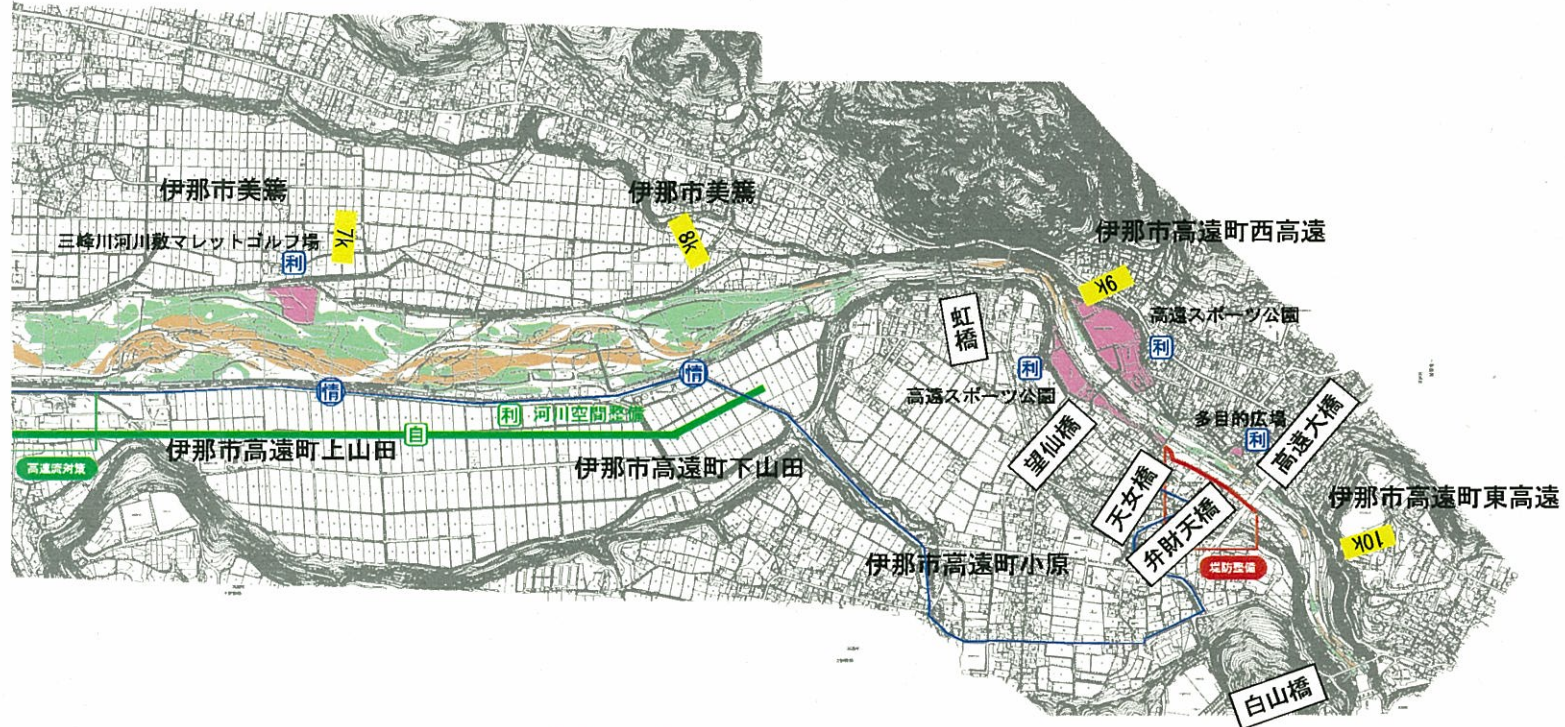 伊那市美篶
伊那市美篶
三峰川河川敷マレットゴルフ場
利
7k
8k
伊那市高遠町西高遠
9k
高遠スポーツ公園
利
虹橋
利
高遠スポーツ公園
望仙橋
多目的広場
利
高遠大橋
情
情
利 河川空間整備
自
伊那市高遠町上山田
高速流対策
伊那市高遠町下山田
天女橋
弁財天橋
伊那市高遠町東高遠
10k
伊那市高遠町小原
堤防整備
白山橋